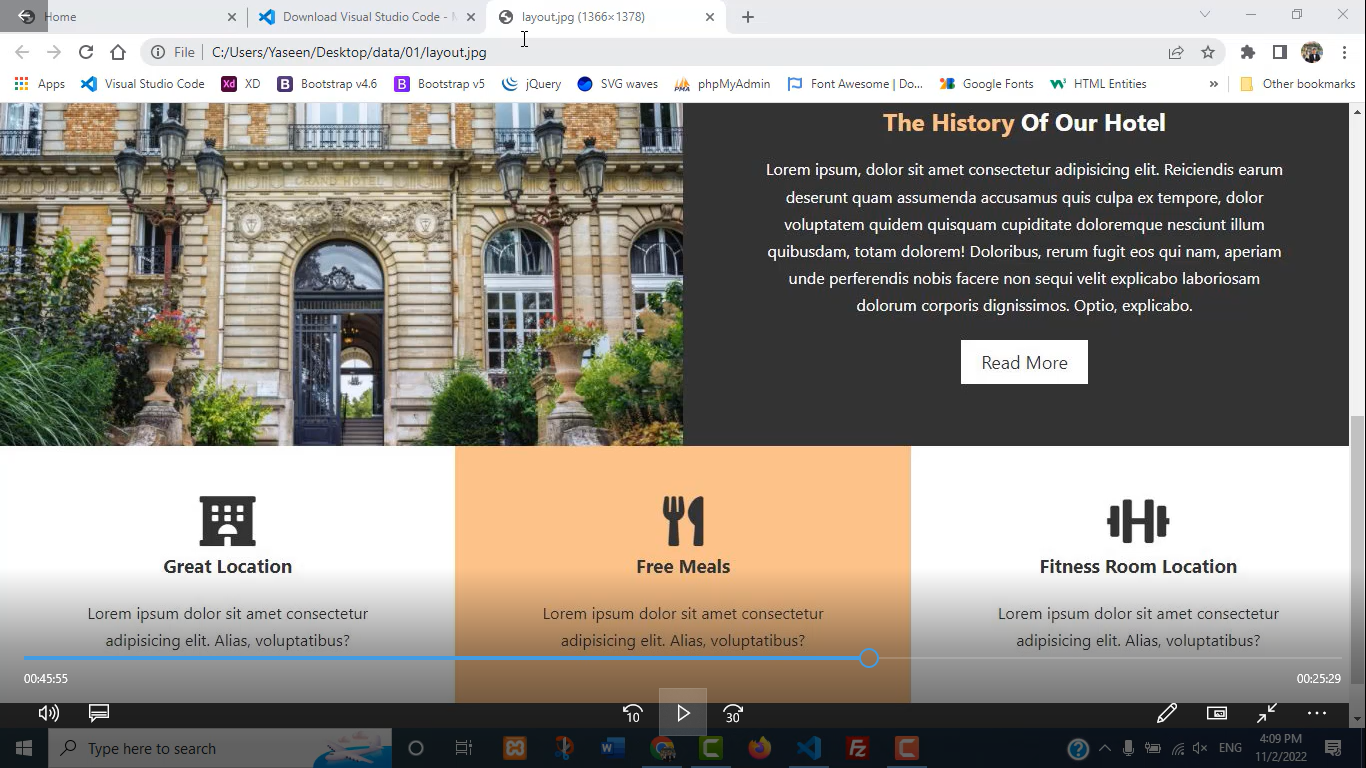 Home
Download Visual Studio Code - M
layout.jpg (1366×1378)
File
C:/Users/Yaseen/Desktop/data/01/layout.jpg
Apps
Visual Studio Code
Xd XD
B Bootstrap v4.6
B Bootstrap v5
jQuery
SVG waves
PMA phpMyAdmin
Font Awesome | Do...
Google Fonts
W3 HTML Entities
»
Other bookmarks
GRAND HOTEL
The History Of Our Hotel
Lorem ipsum, dolor sit amet consectetur adipisicing elit. Reiciendis earum
deserunt quam assumenda accusamus quis culpa ex tempore, dolor
voluptatem quidem quisquam cupiditate doloremque nesciunt illum
quibusdam, totam dolorem! Doloribus, rerum fugit eos qui nam, aperiam
unde perferendis nobis facere non sequi velit explicabo laboriosam
dolorum corporis dignissimos. Optio, explicabo.
Read More
Great Location
Lorem ipsum dolor sit amet consectetur
adipisicing elit. Alias, voluptatibus?
Free Meals
Lorem ipsum dolor sit amet consectetur
adipisicing elit. Alias, voluptatibus?
Fitness Room Location
Lorem ipsum dolor sit amet consectetur
adipisicing elit. Alias, voluptatibus?
00:45:55
00:25:29
10
30
Type here to search
W
C
Fz
C
?
ENG
4:09 PM
11/2/2022